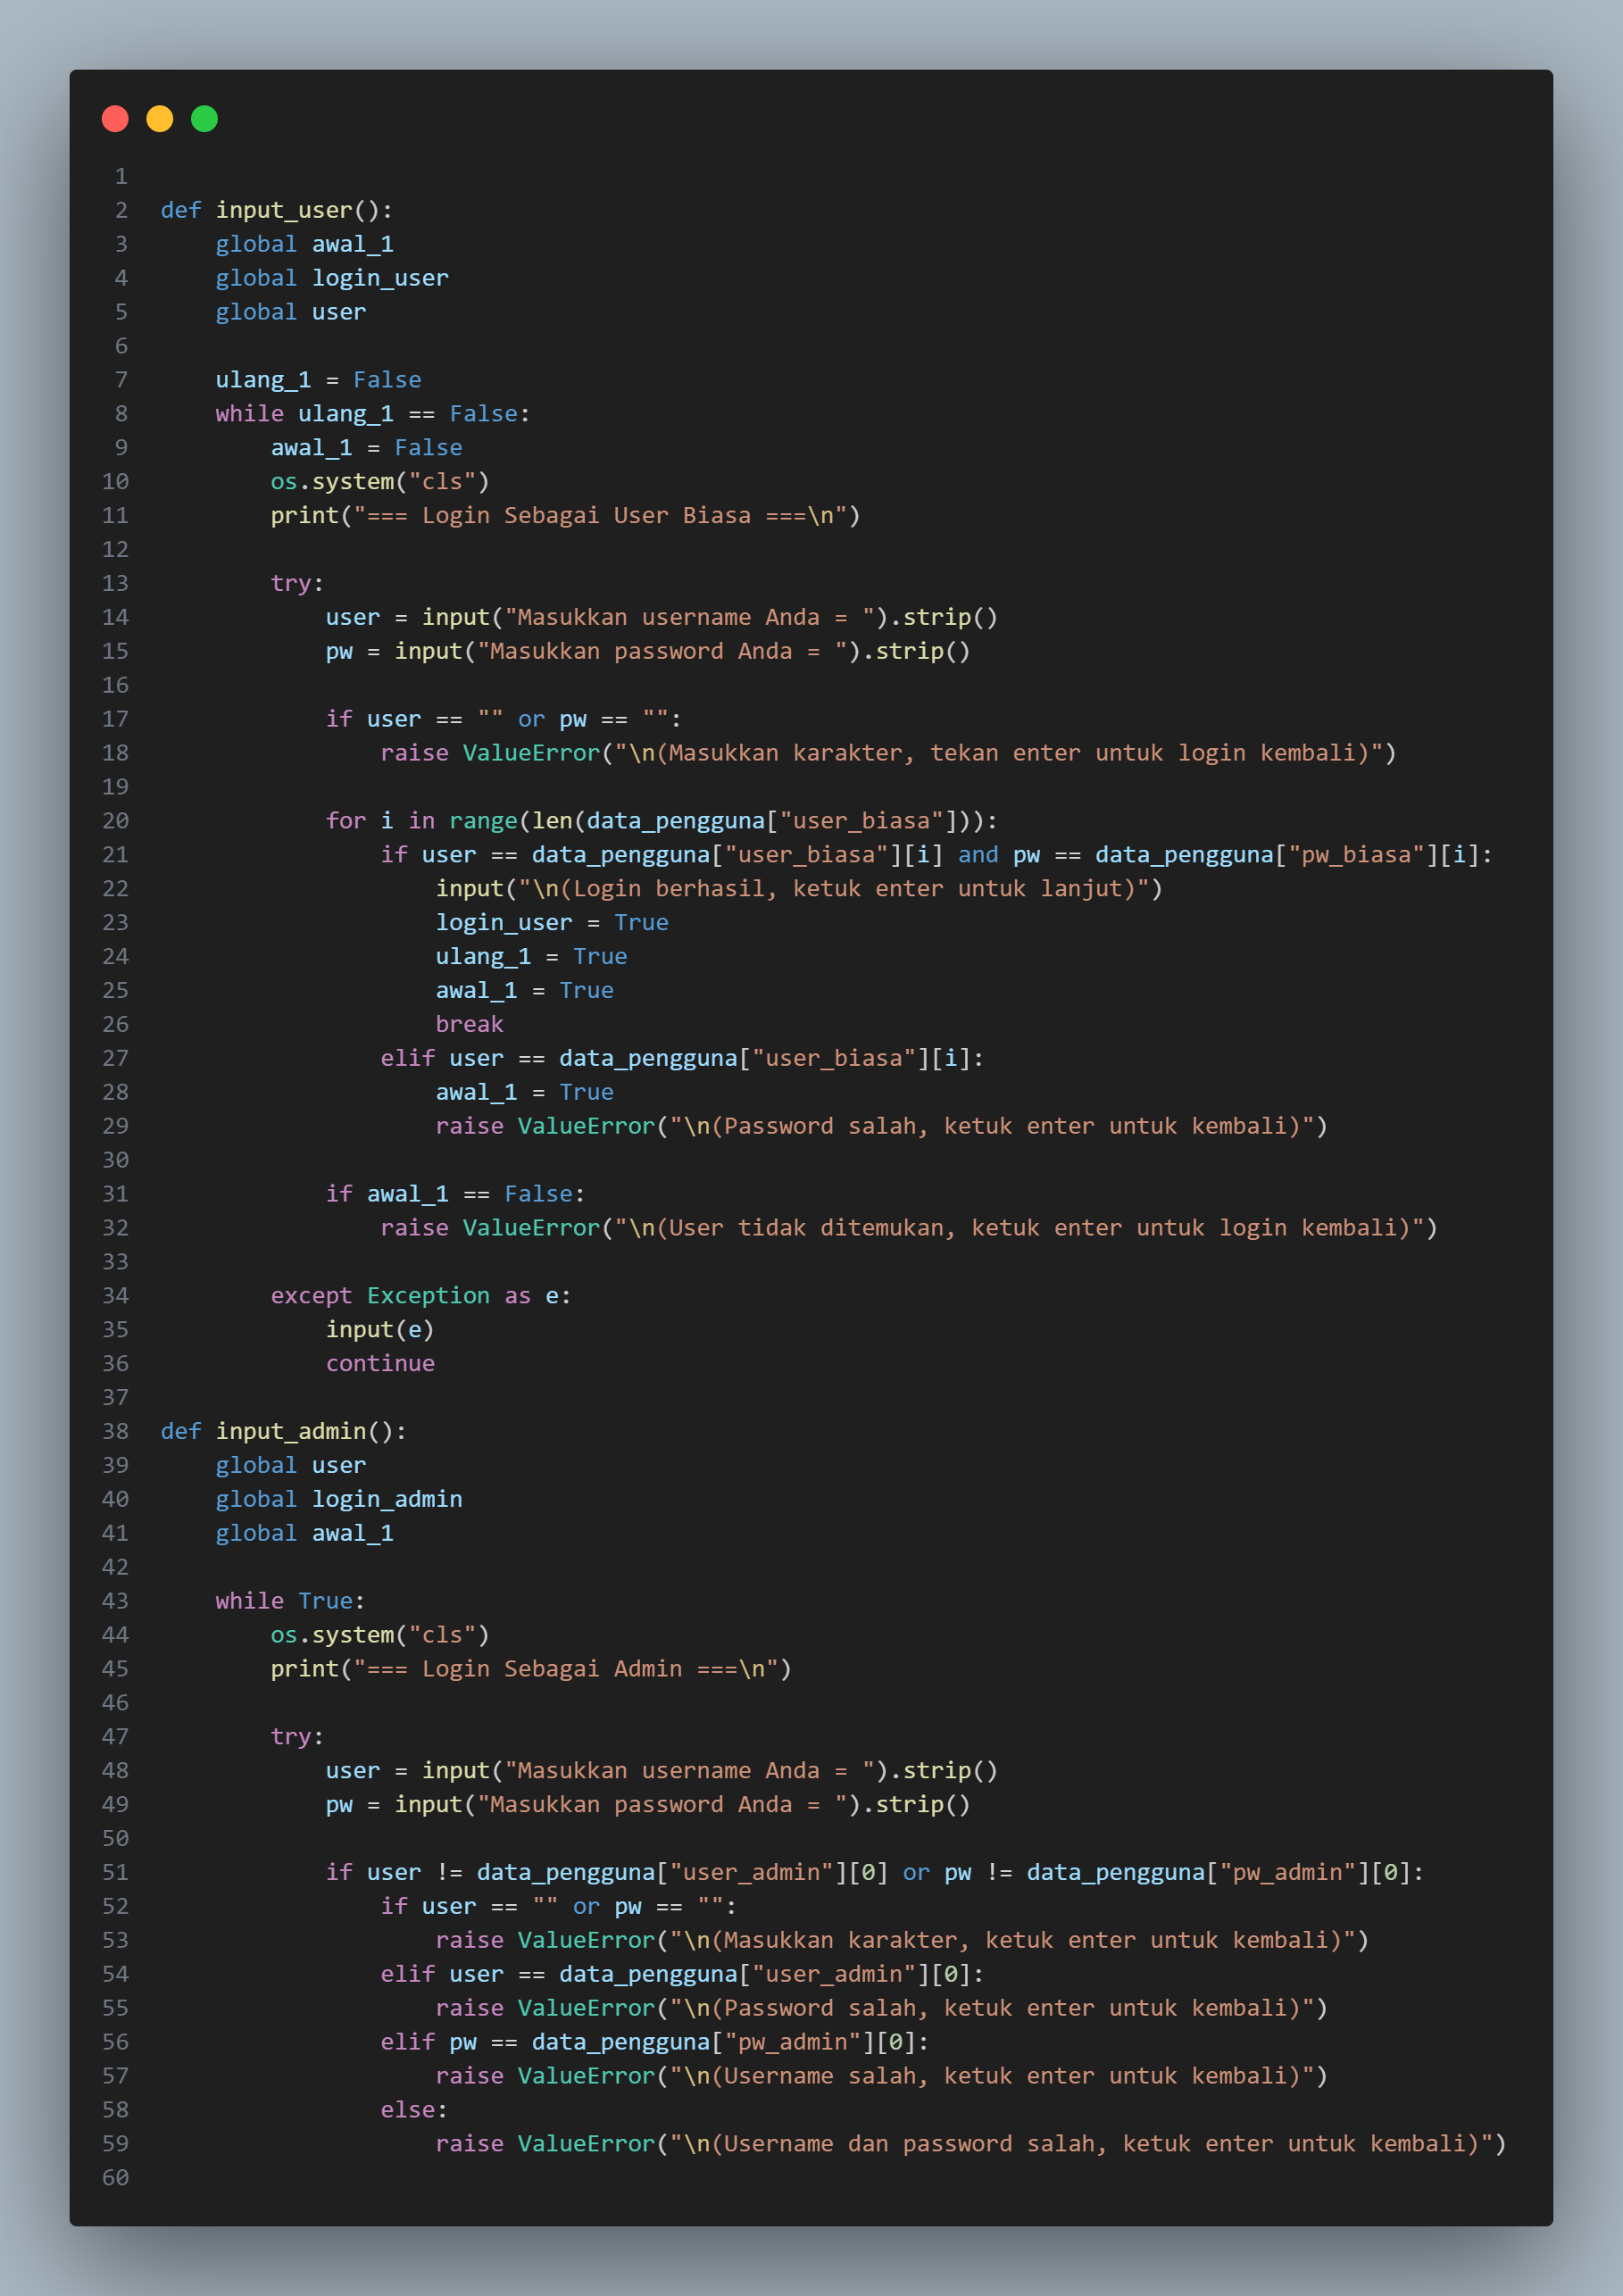 1
2 def input_user():
3     global awal_1
4     global login_user
5     global user
6
7     ulang_1 = False
8     while ulang_1 == False:
9         awal_1 = False
10         os.system("cls")
11         print("=== Login Sebagai User Biasa ===\n")
12
13         try:
14             user = input("Masukkan username Anda = ").strip()
15             pw = input("Masukkan password Anda = ").strip()
16
17             if user == "" or pw == "":
18                 raise ValueError("\n(Masukkan karakter, tekan enter untuk login kembali)")
19
20             for i in range(len(data_pengguna["user_biasa"])):
21                 if user == data_pengguna["user_biasa"][i] and pw == data_pengguna["pw_biasa"][i]:
22                     input("\n(Login berhasil, ketuk enter untuk lanjut)")
23                     login_user = True
24                     ulang_1 = True
25                     awal_1 = True
26                     break
27                 elif user == data_pengguna["user_biasa"][i]:
28                     awal_1 = True
29                     raise ValueError("\n(Password salah, ketuk enter untuk kembali)")
30
31             if awal_1 == False:
32                 raise ValueError("\n(User tidak ditemukan, ketuk enter untuk login kembali)")
33
34         except Exception as e:
35             input(e)
36             continue
37
38 def input_admin():
39     global user
40     global login_admin
41     global awal_1
42
43     while True:
44         os.system("cls")
45         print("=== Login Sebagai Admin ===\n")
46
47         try:
48             user = input("Masukkan username Anda = ").strip()
49             pw = input("Masukkan password Anda = ").strip()
50
51             if user != data_pengguna["user_admin"][0] or pw != data_pengguna["pw_admin"][0]:
52                 if user == "" or pw == "":
53                     raise ValueError("\n(Masukkan karakter, ketuk enter untuk kembali)")
54                 elif user == data_pengguna["user_admin"][0]:
55                     raise ValueError("\n(Password salah, ketuk enter untuk kembali)")
56                 elif pw == data_pengguna["pw_admin"][0]:
57                     raise ValueError("\n(Username salah, ketuk enter untuk kembali)")
58                 else:
59                     raise ValueError("\n(Username dan password salah, ketuk enter untuk kembali)")
60